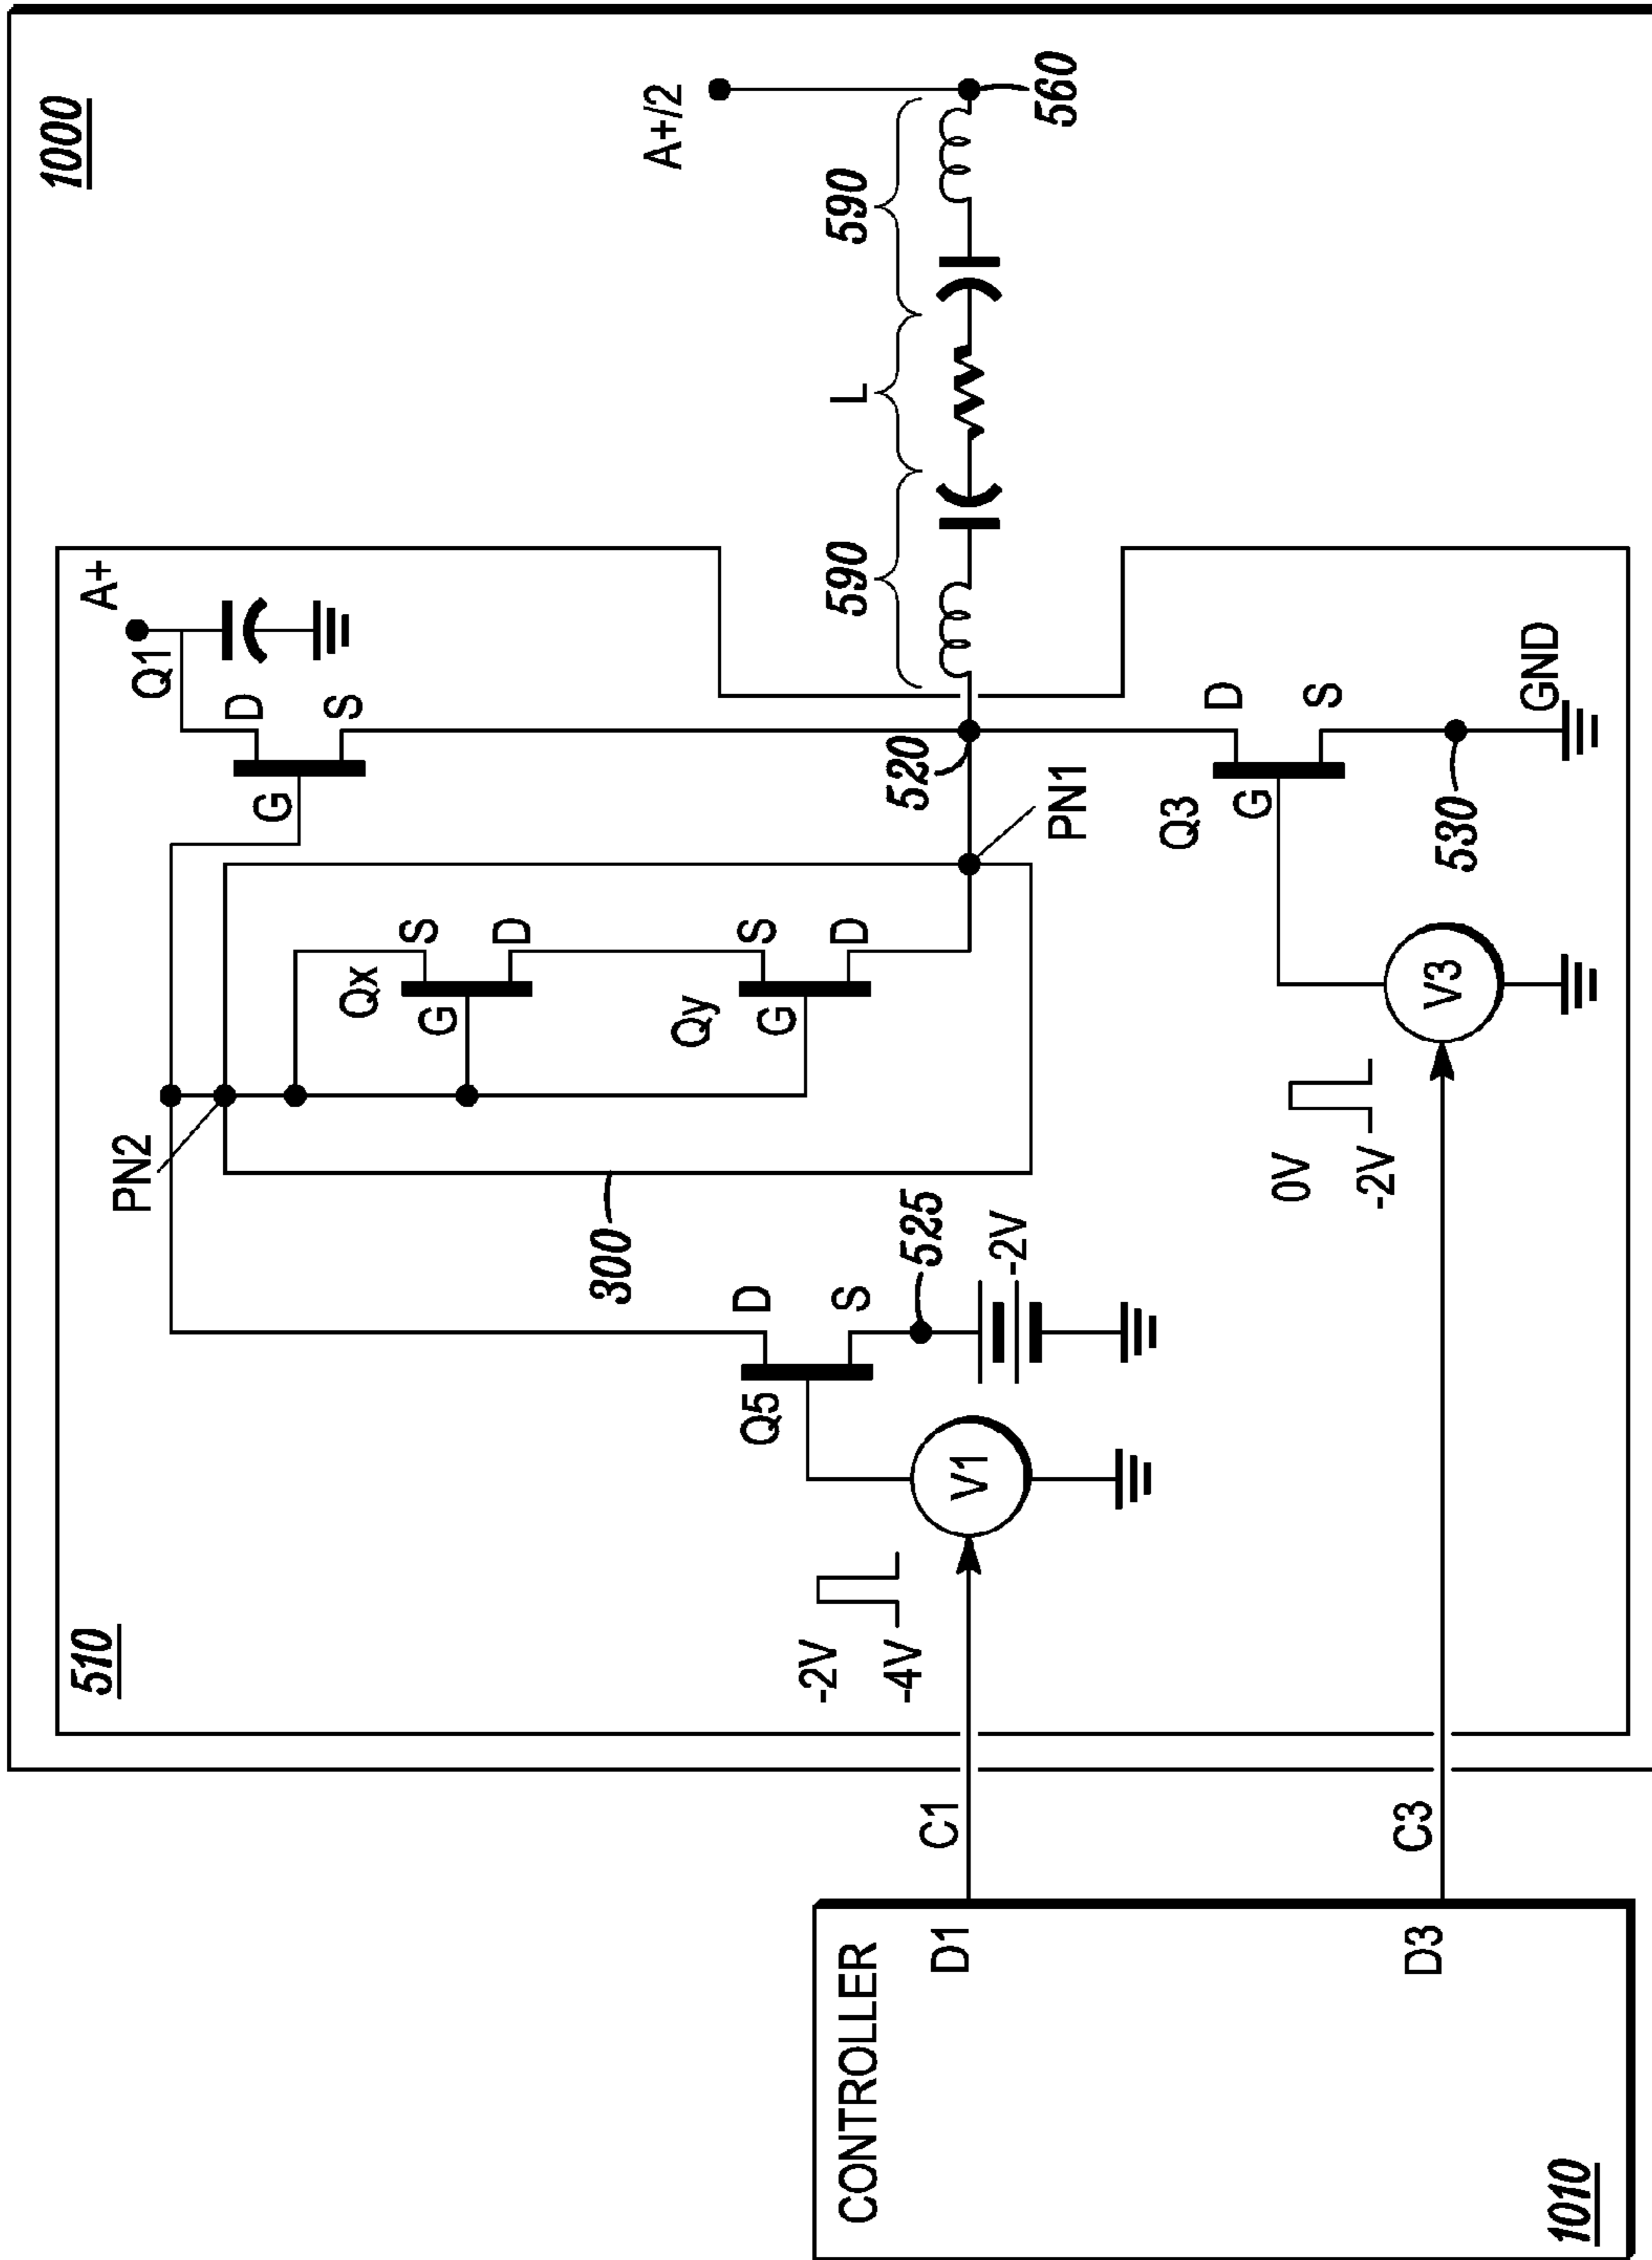 1000
510
A+
Q1
D
S
G
PN2
Qx
S
G
D
Qy
S
G
D
300
520
PN1
A+/2
590
L
590
560
Q5
D
S
525
-2V
V1
-2V
-4V
Q3
D
G
S
530
GND
V3
0V
-2V
C1
C3
CONTROLLER
D1
D3
1010